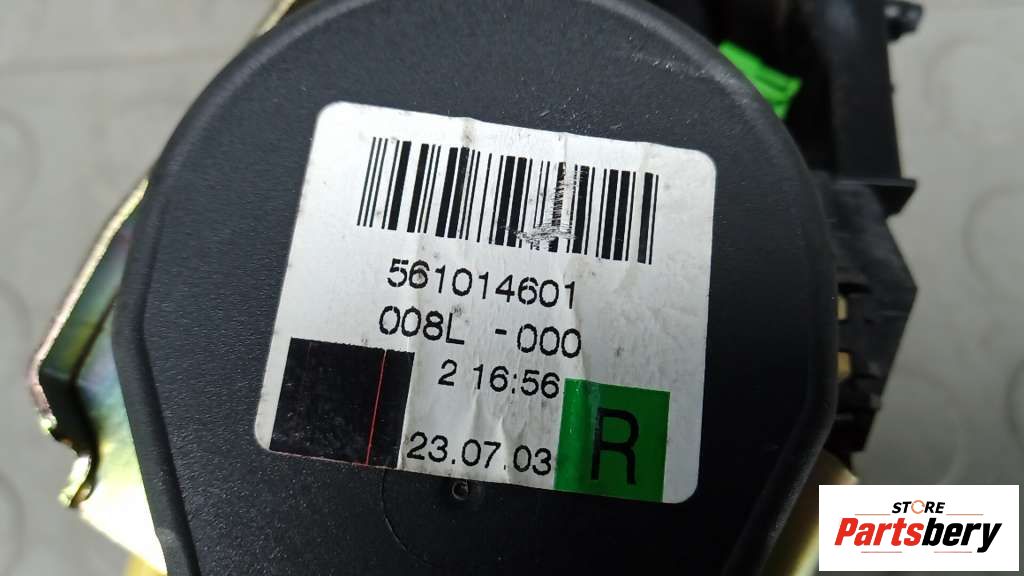 561014601
008L -000
2 16:56
23.07.03
R
STORE
Partsbery